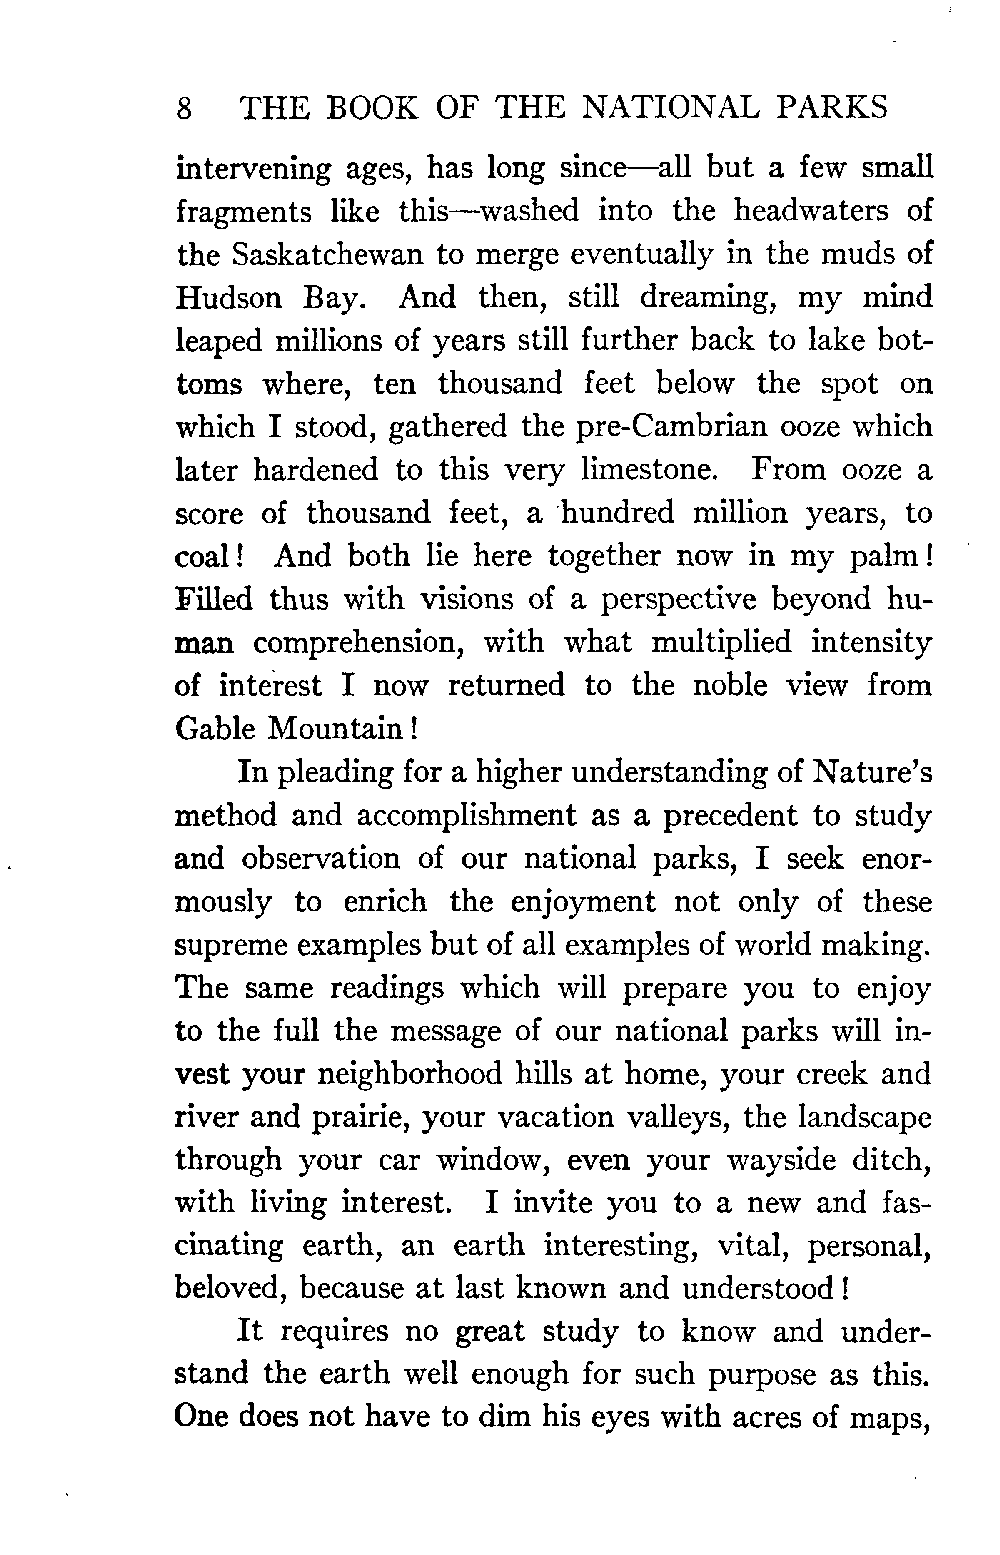 8 THE BOOK OF THE NATIONAL PARKS
intervening ages, has long since—all but a few small
fragments like this—washed into the headwaters of
the Saskatchewan to merge eventually in the muds of
Hudson Bay. And then, still dreaming, my mind
leaped millions of years still further back to lake bot-
toms where, ten thousand feet below the spot on
which I stood, gathered the pre-Cambrian ooze which
later hardened to this very limestone. From ooze a
score of thousand feet, a hundred million years, to
coal! And both lie here together now in my palm!
Filled thus with visions of a perspective beyond hu-
man comprehension, with what multiplied intensity
of interest I now returned to the noble view from
Gable Mountain!
In pleading for a higher understanding of Nature's
method and accomplishment as a precedent to study
and observation of our national parks, I seek enor-
mously to enrich the enjoyment not only of these
supreme examples but of all examples of world making.
The same readings which will prepare you to enjoy
to the full the message of our national parks will in-
vest your neighborhood hills at home, your creek and
river and prairie, your vacation valleys, the landscape
through your car window, even your wayside ditch,
with living interest. I invite you to a new and fas-
cinating earth, an earth interesting, vital, personal,
beloved, because at last known and understood!
It requires no great study to know and under-
stand the earth well enough for such purpose as this.
One does not have to dim his eyes with acres of maps,